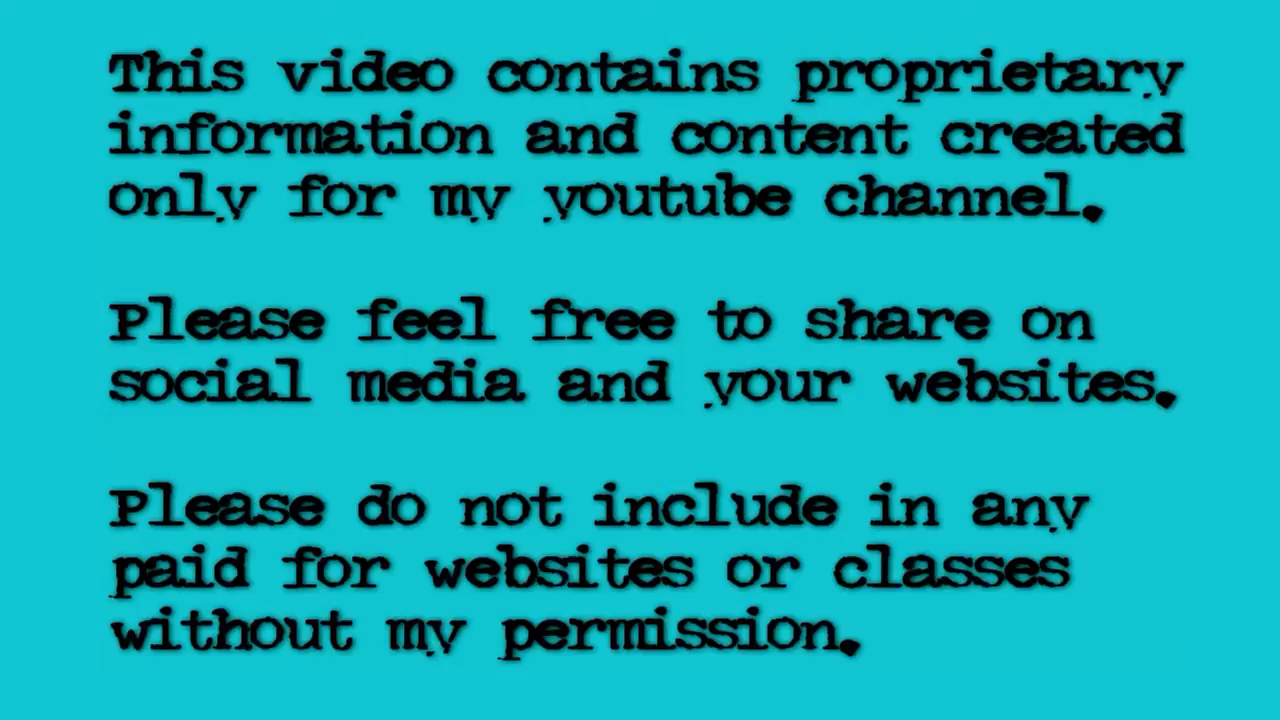 This video contains proprietary
information and content created
only for my youtube channel.
Please feel free to share on
social media and your websites.
Please do not include in any
paid for websites or classes
without my permission.